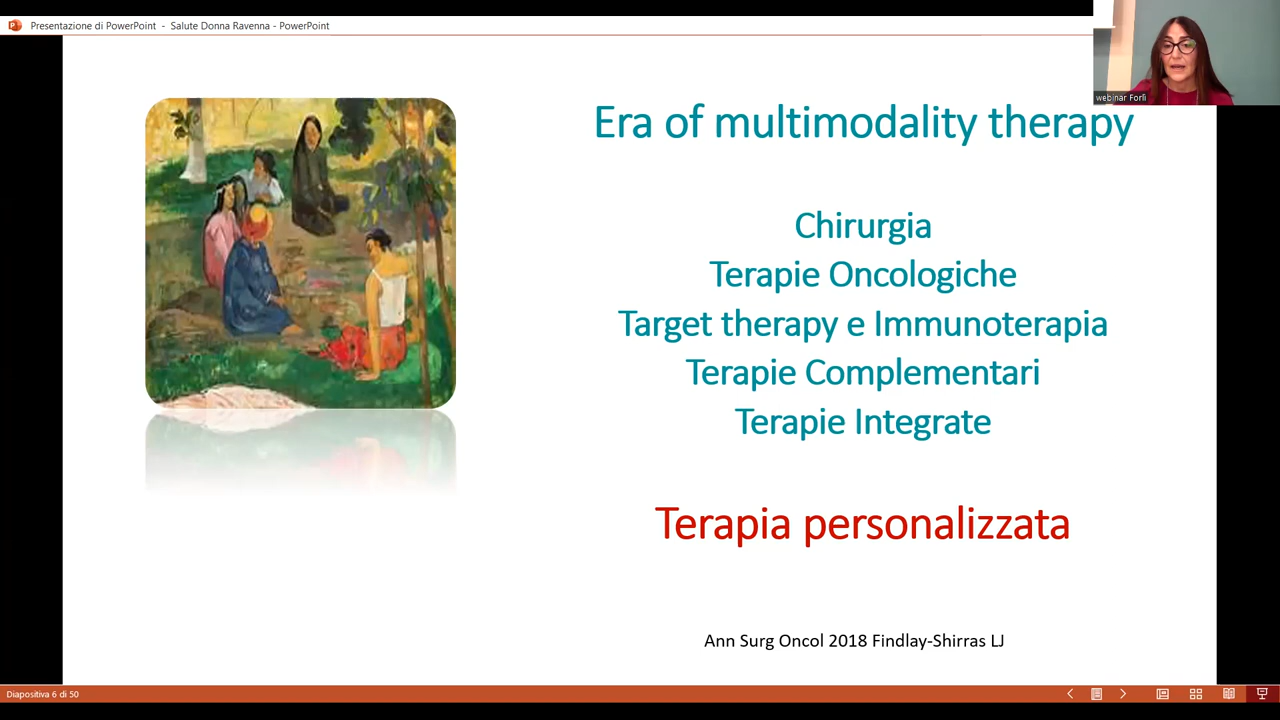 Presentazione di PowerPoint - Salute Donna Ravenna - PowerPoint
webinar Forlì
Era of multimodality therapy
Chirurgia
Terapie Oncologiche
Target therapy e Immunoterapia
Terapie Complementari
Terapie Integrate
Terapia personalizzata
Ann Surg Oncol 2018 Findlay-Shirras LJ
Diapositiva 6 di 50